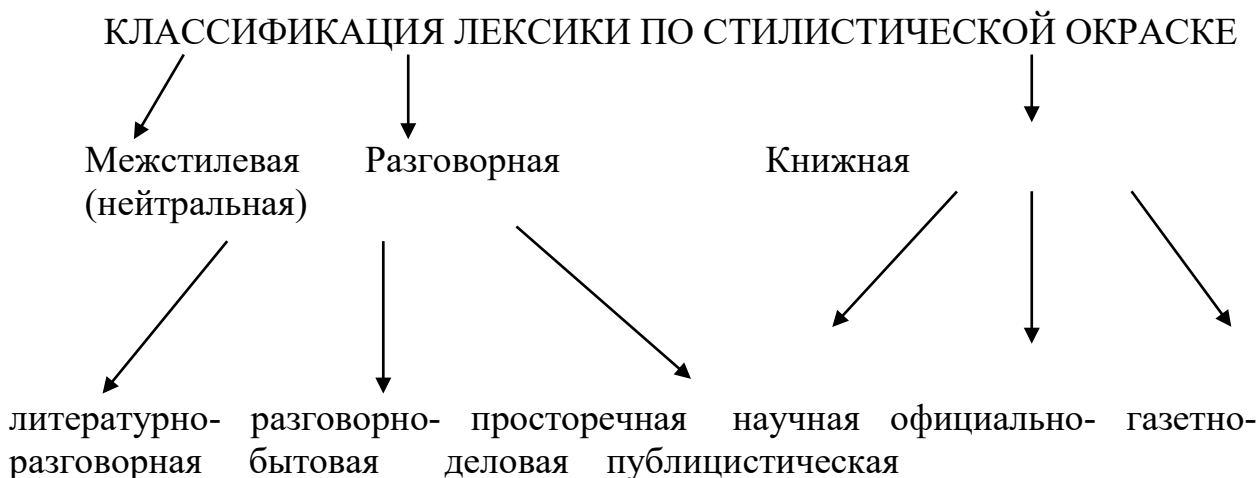 КЛАССИФИКАЦИЯ ЛЕКСИКИ ПО СТИЛИСТИЧЕСКОЙ ОКРАСКЕ
Межстилевая Разговорная Книжная
(нейтральная)
литературно- разговорно- просторечная научная официально- газетно-
разговорная бытовая деловая публицистическая